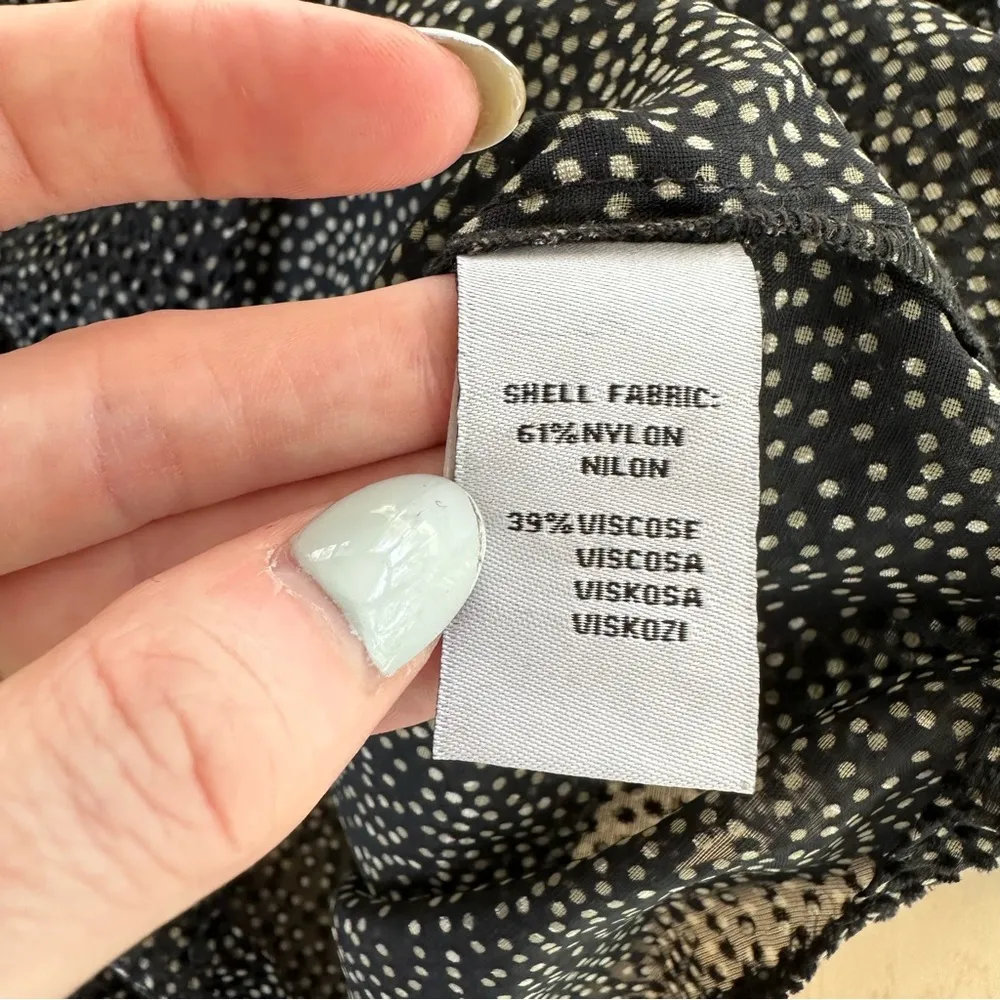 SHELL FABRIC:
61% NYLON
NILON
39% VISCOSE
VISCOSA
VISKOSA
VISKOZI